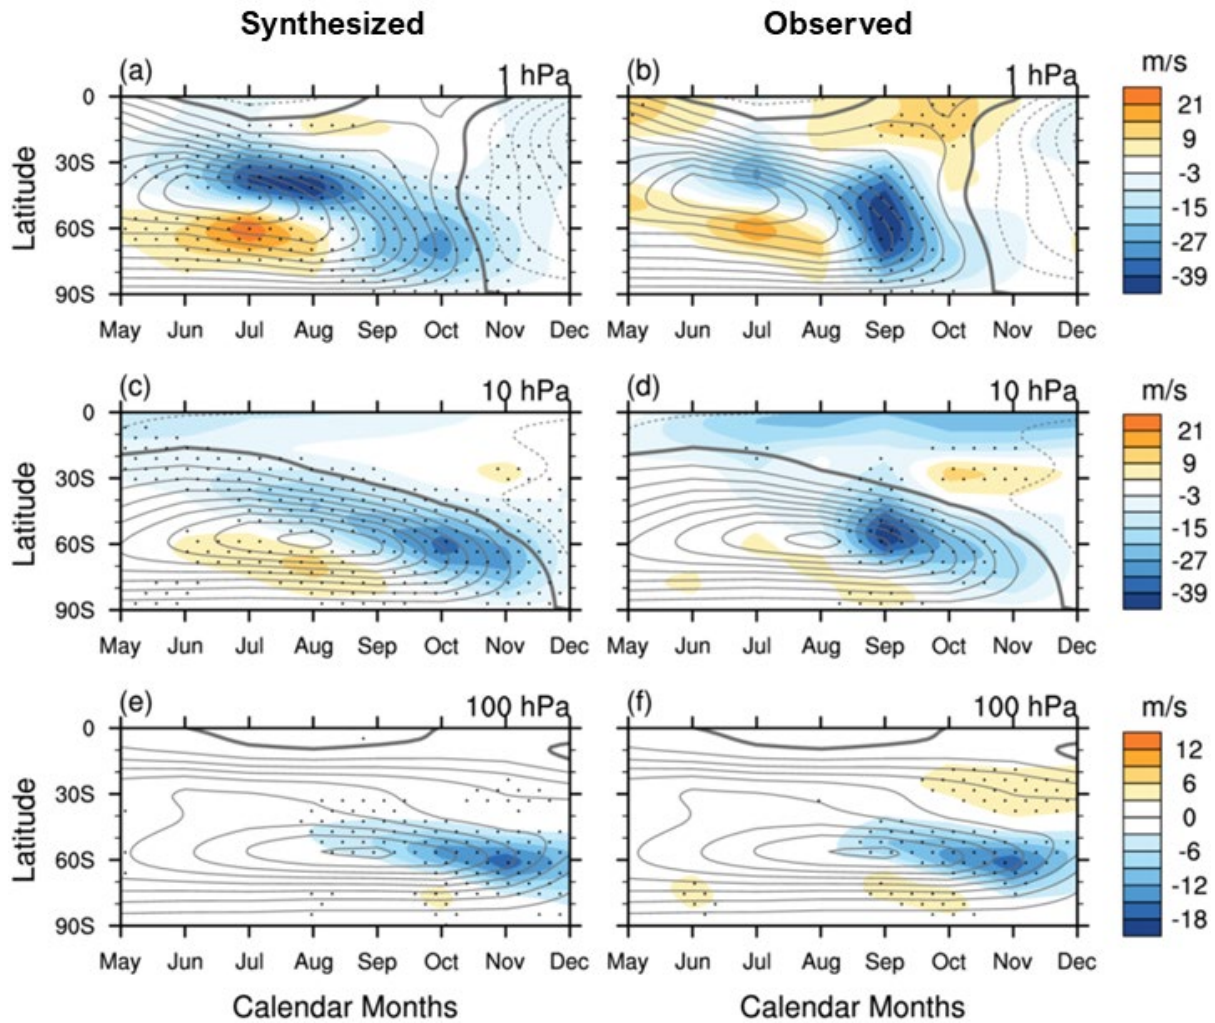 Synthesized Observed
(a) 1 hPa (b) 1 hPa m/s
0 21
30S 9
-3
60S -15
-27
90S -39
Latitude
May Jun Jul Aug Sep Oct Nov Dec May Jun Jul Aug Sep Oct Nov Dec
(c) 10 hPa (d) 10 hPa m/s
0 21
30S 9
-3
60S -15
-27
90S -39
Latitude
May Jun Jul Aug Sep Oct Nov Dec May Jun Jul Aug Sep Oct Nov Dec
(e) 100 hPa (f) 100 hPa m/s
0 12
30S 6
0
60S -6
-12
90S -18
Latitude
May Jun Jul Aug Sep Oct Nov Dec May Jun Jul Aug Sep Oct Nov Dec
Calendar Months Calendar Months